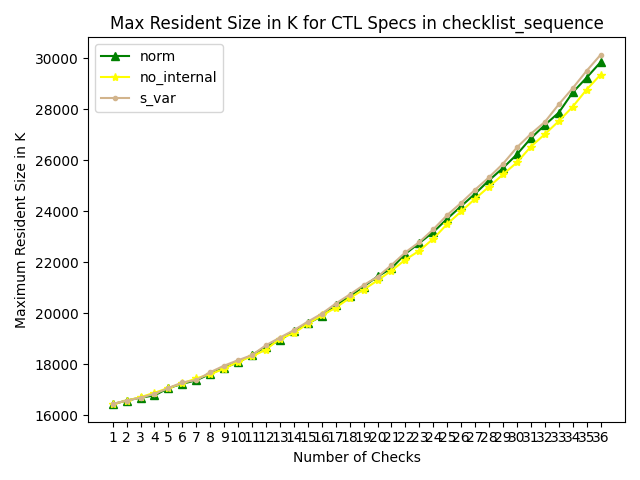 Max Resident Size in K for CTL Specs in checklist_sequence
norm
no_internal
s_var
Maximum Resident Size in K
30000
28000
26000
24000
22000
20000
18000
16000
1 2 3 4 5 6 7 8 9 10 11 12 13 14 15 16 17 18 19 20 21 22 23 24 25 26 27 28 29 30 31 32 33 34 35 36
Number of Checks